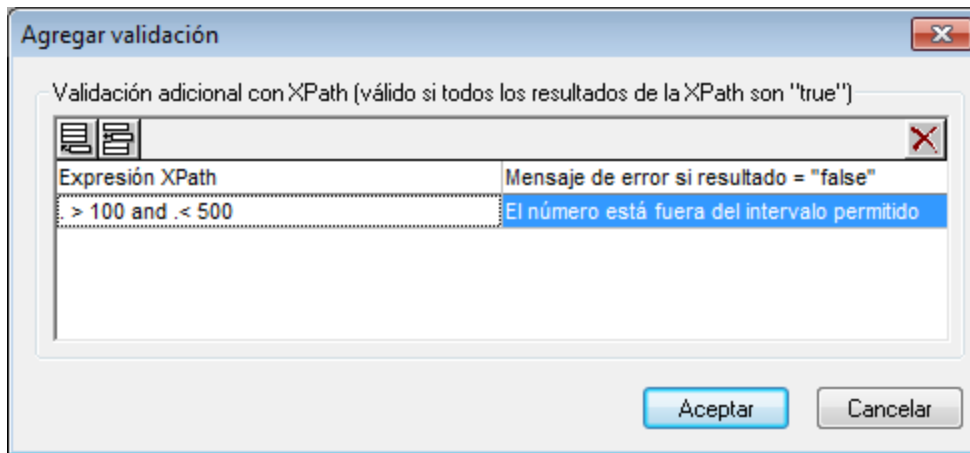 Agregar validación
Validación adicional con XPath (válido si todos los resultados de la XPath son "true")
Expresión XPath
Mensaje de error si resultado = "false"
. > 100 and .< 500
El número está fuera del intervalo permitido
Aceptar
Cancelar